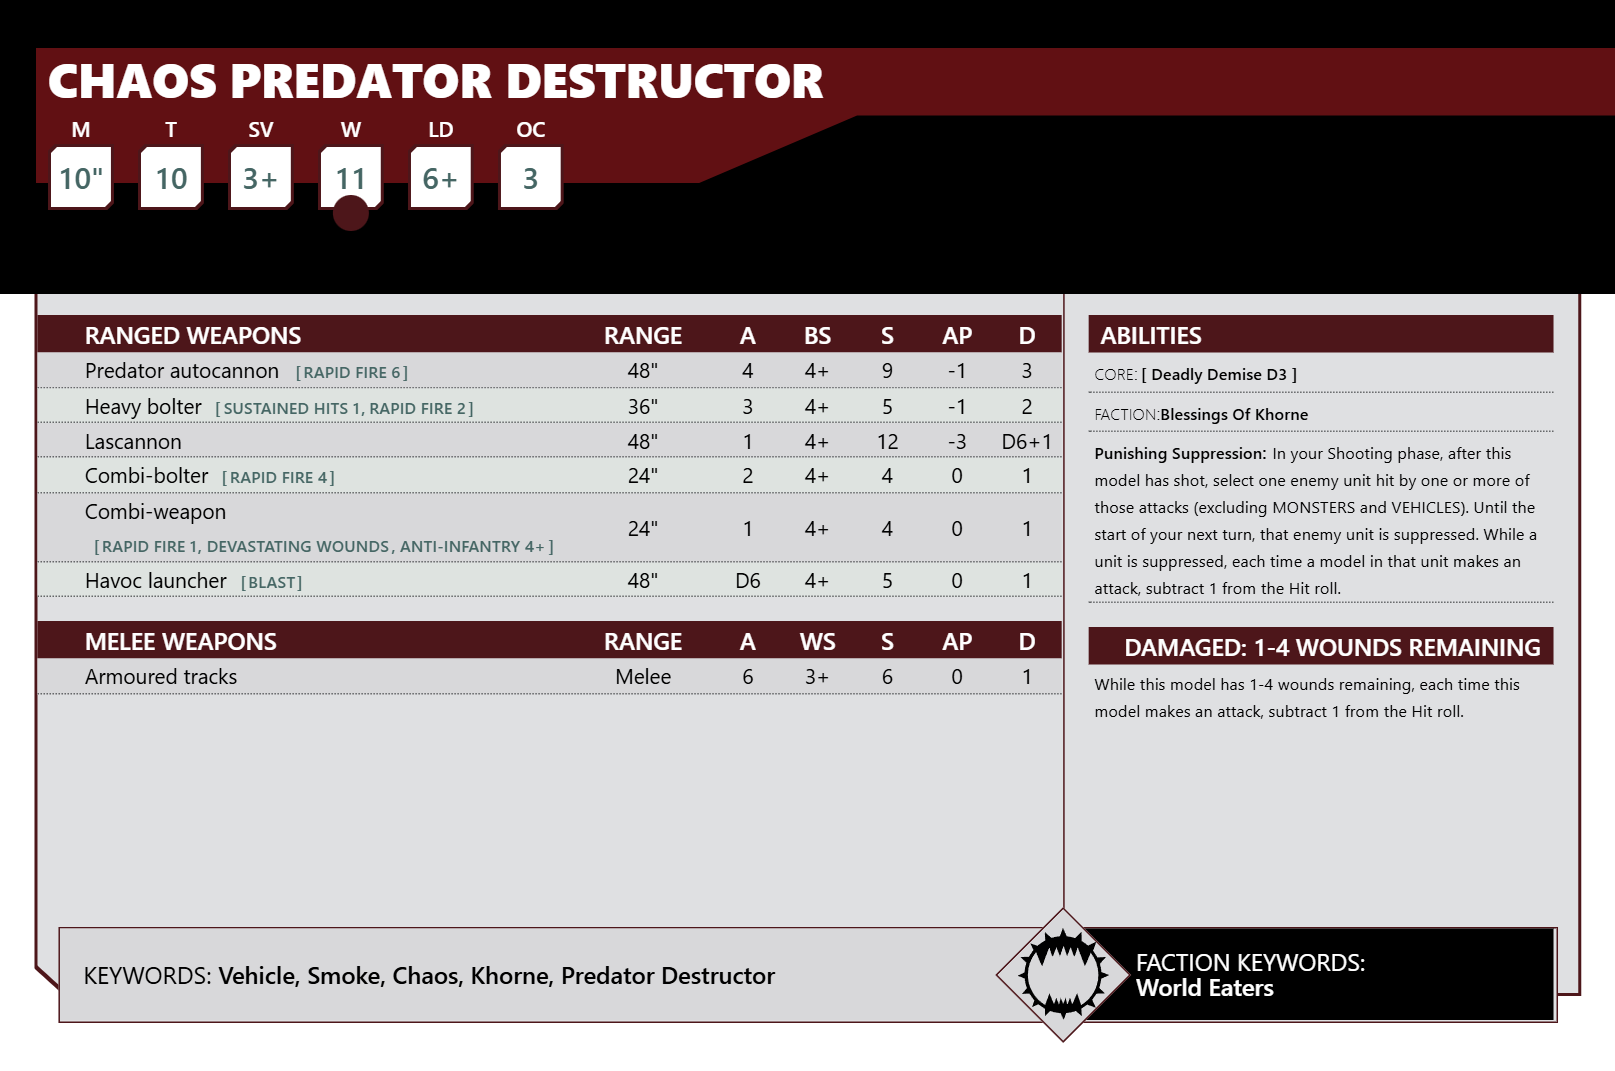 CHAOS PREDATOR DESTRUCTOR
M T SV W LD OC
10" 10 3+ 11 6+ 3
RANGED WEAPONS RANGE A BS S AP D
Predator autocannon [RAPID FIRE 6] 48" 4 4+ 9 -1 3
Heavy bolter [SUSTAINED HITS 1, RAPID FIRE 2] 36" 3 4+ 5 -1 2
Lascannon 48" 1 4+ 12 -3 D6+1
Combi-bolter [RAPID FIRE 4] 24" 2 4+ 4 0 1
Combi-weapon
24" 1 4+ 4 0 1
[RAPID FIRE 1, DEVASTATING WOUNDS, ANTI-INFANTRY 4+]
Havoc launcher [BLAST] 48" D6 4+ 5 0 1
MELEE WEAPONS RANGE A WS S AP D
Armoured tracks Melee 6 3+ 6 0 1
ABILITIES
CORE: [ Deadly Demise D3 ]
FACTION:Blessings Of Khorne
Punishing Suppression: In your Shooting phase, after this
model has shot, select one enemy unit hit by one or more of
those attacks (excluding MONSTERS and VEHICLES). Until the
start of your next turn, that enemy unit is suppressed. While a
unit is suppressed, each time a model in that unit makes an
attack, subtract 1 from the Hit roll.
DAMAGED: 1-4 WOUNDS REMAINING
While this model has 1-4 wounds remaining, each time this
model makes an attack, subtract 1 from the Hit roll.
KEYWORDS: Vehicle, Smoke, Chaos, Khorne, Predator Destructor
FACTION KEYWORDS:
World Eaters